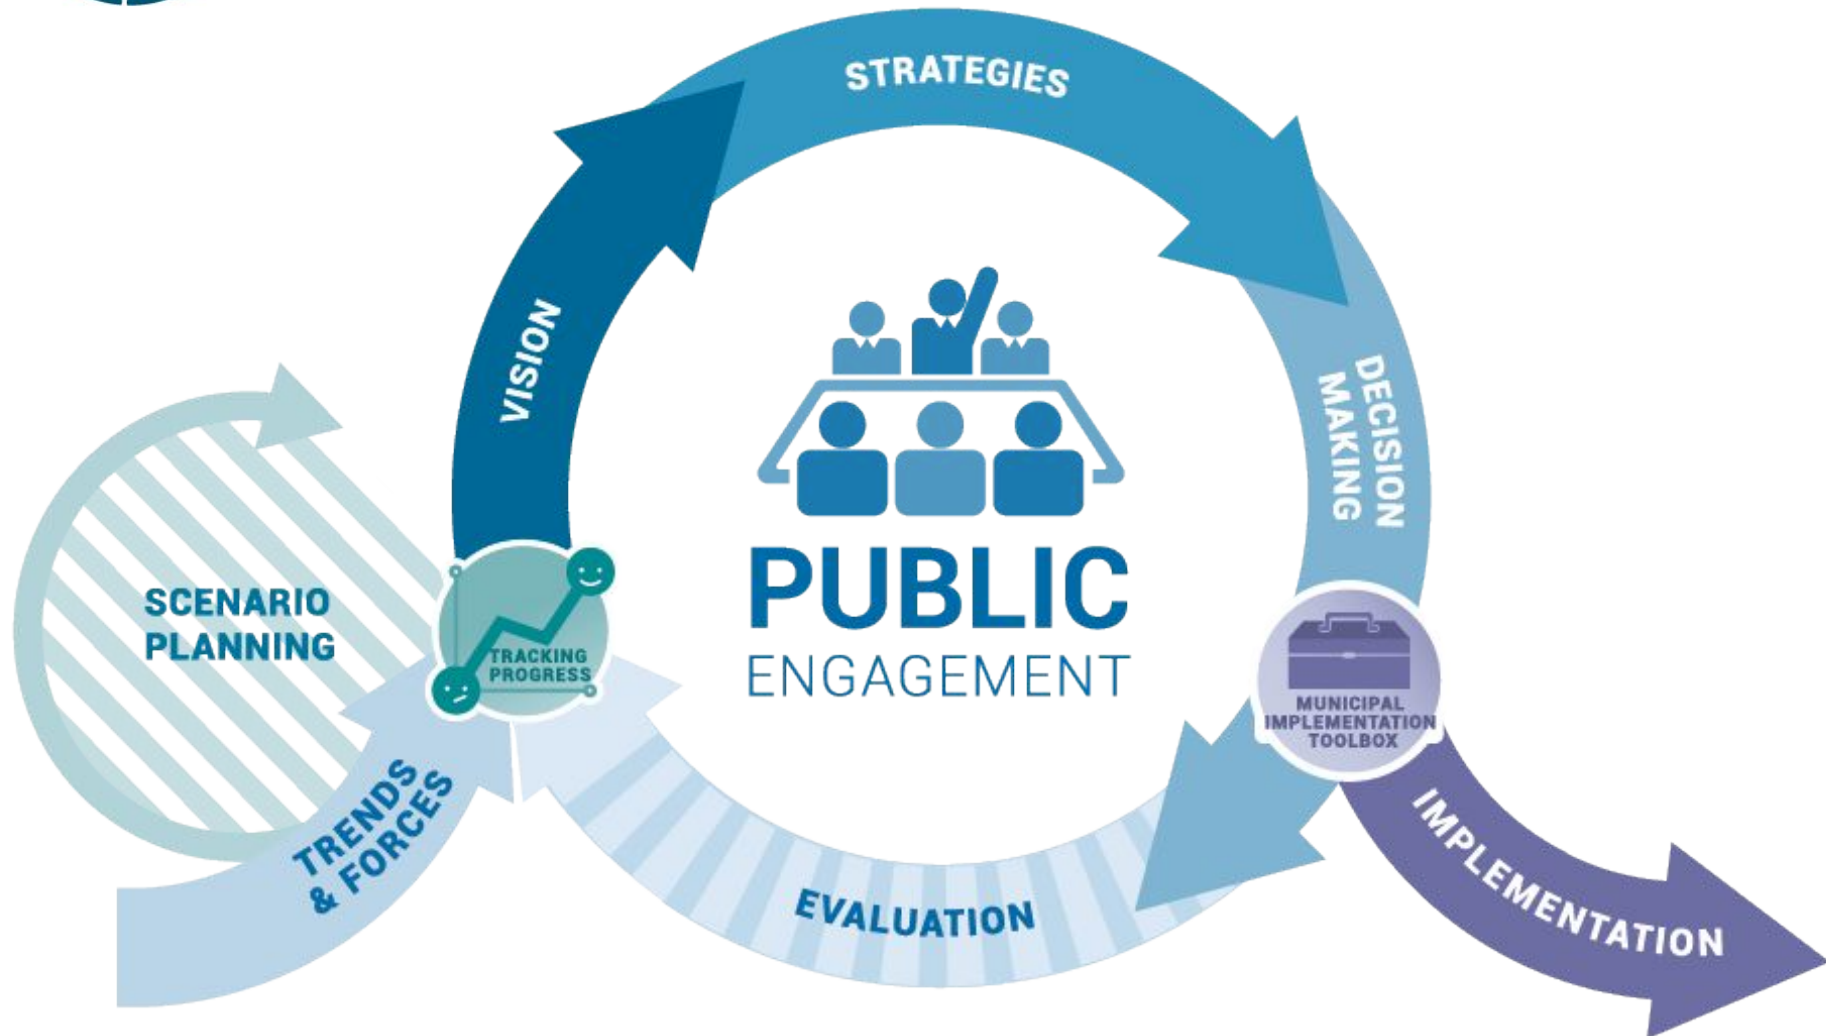 STRATEGIES
VISION
DECISION
MAKING
SCENARIO
PLANNING
TRACKING
PROGRESS
PUBLIC
ENGAGEMENT
MUNICIPAL
IMPLEMENTATION
TOOLBOX
TRENDS
& FORCES
EVALUATION
IMPLEMENTATION